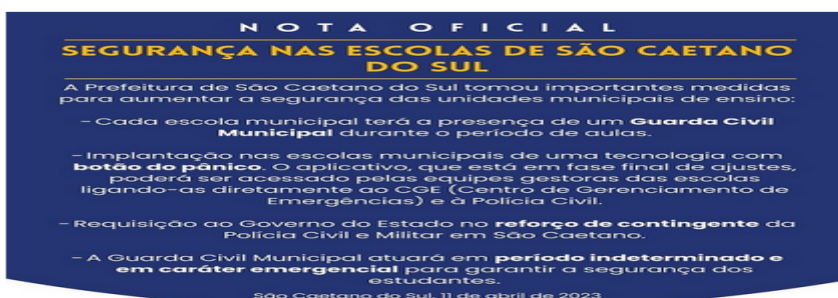 NOTA OFICIAL
SEGURANÇA NAS ESCOLAS DE SÃO CAETANO
DO SUL
A Prefeitura de São Caetano do Sul tomou importantes medidas
para aumentar a segurança das unidades municipais de ensino:
– Cada escola municipal terá a presença de um Guarda Civil
Municipal durante o período de aulas.
– Implantação nas escolas municipais de uma tecnologia com
botão do pânico. O aplicativo, que está em fase final de ajustes,
poderá ser acessado pelas equipes gestoras das escolas
ligando-as diretamente ao CGE (Centro de Gerenciamento de
Emergências) e à Polícia Civil.
– Requisição ao Governo do Estado no reforço de contingente da
Polícia Civil e Militar em São Caetano.
– A Guarda Civil Municipal atuará em período indeterminado e
em caráter emergencial para garantir a segurança dos
estudantes.
São Caetano do Sul, 11 de abril de 2023